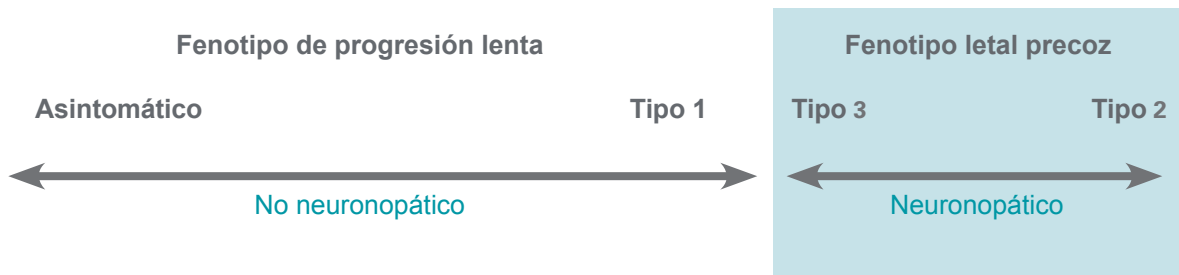 Fenotipo de progresión lenta
Fenotipo letal precoz
Asintomático
Tipo 1
Tipo 3
Tipo 2
No neuronopático
Neuronopático